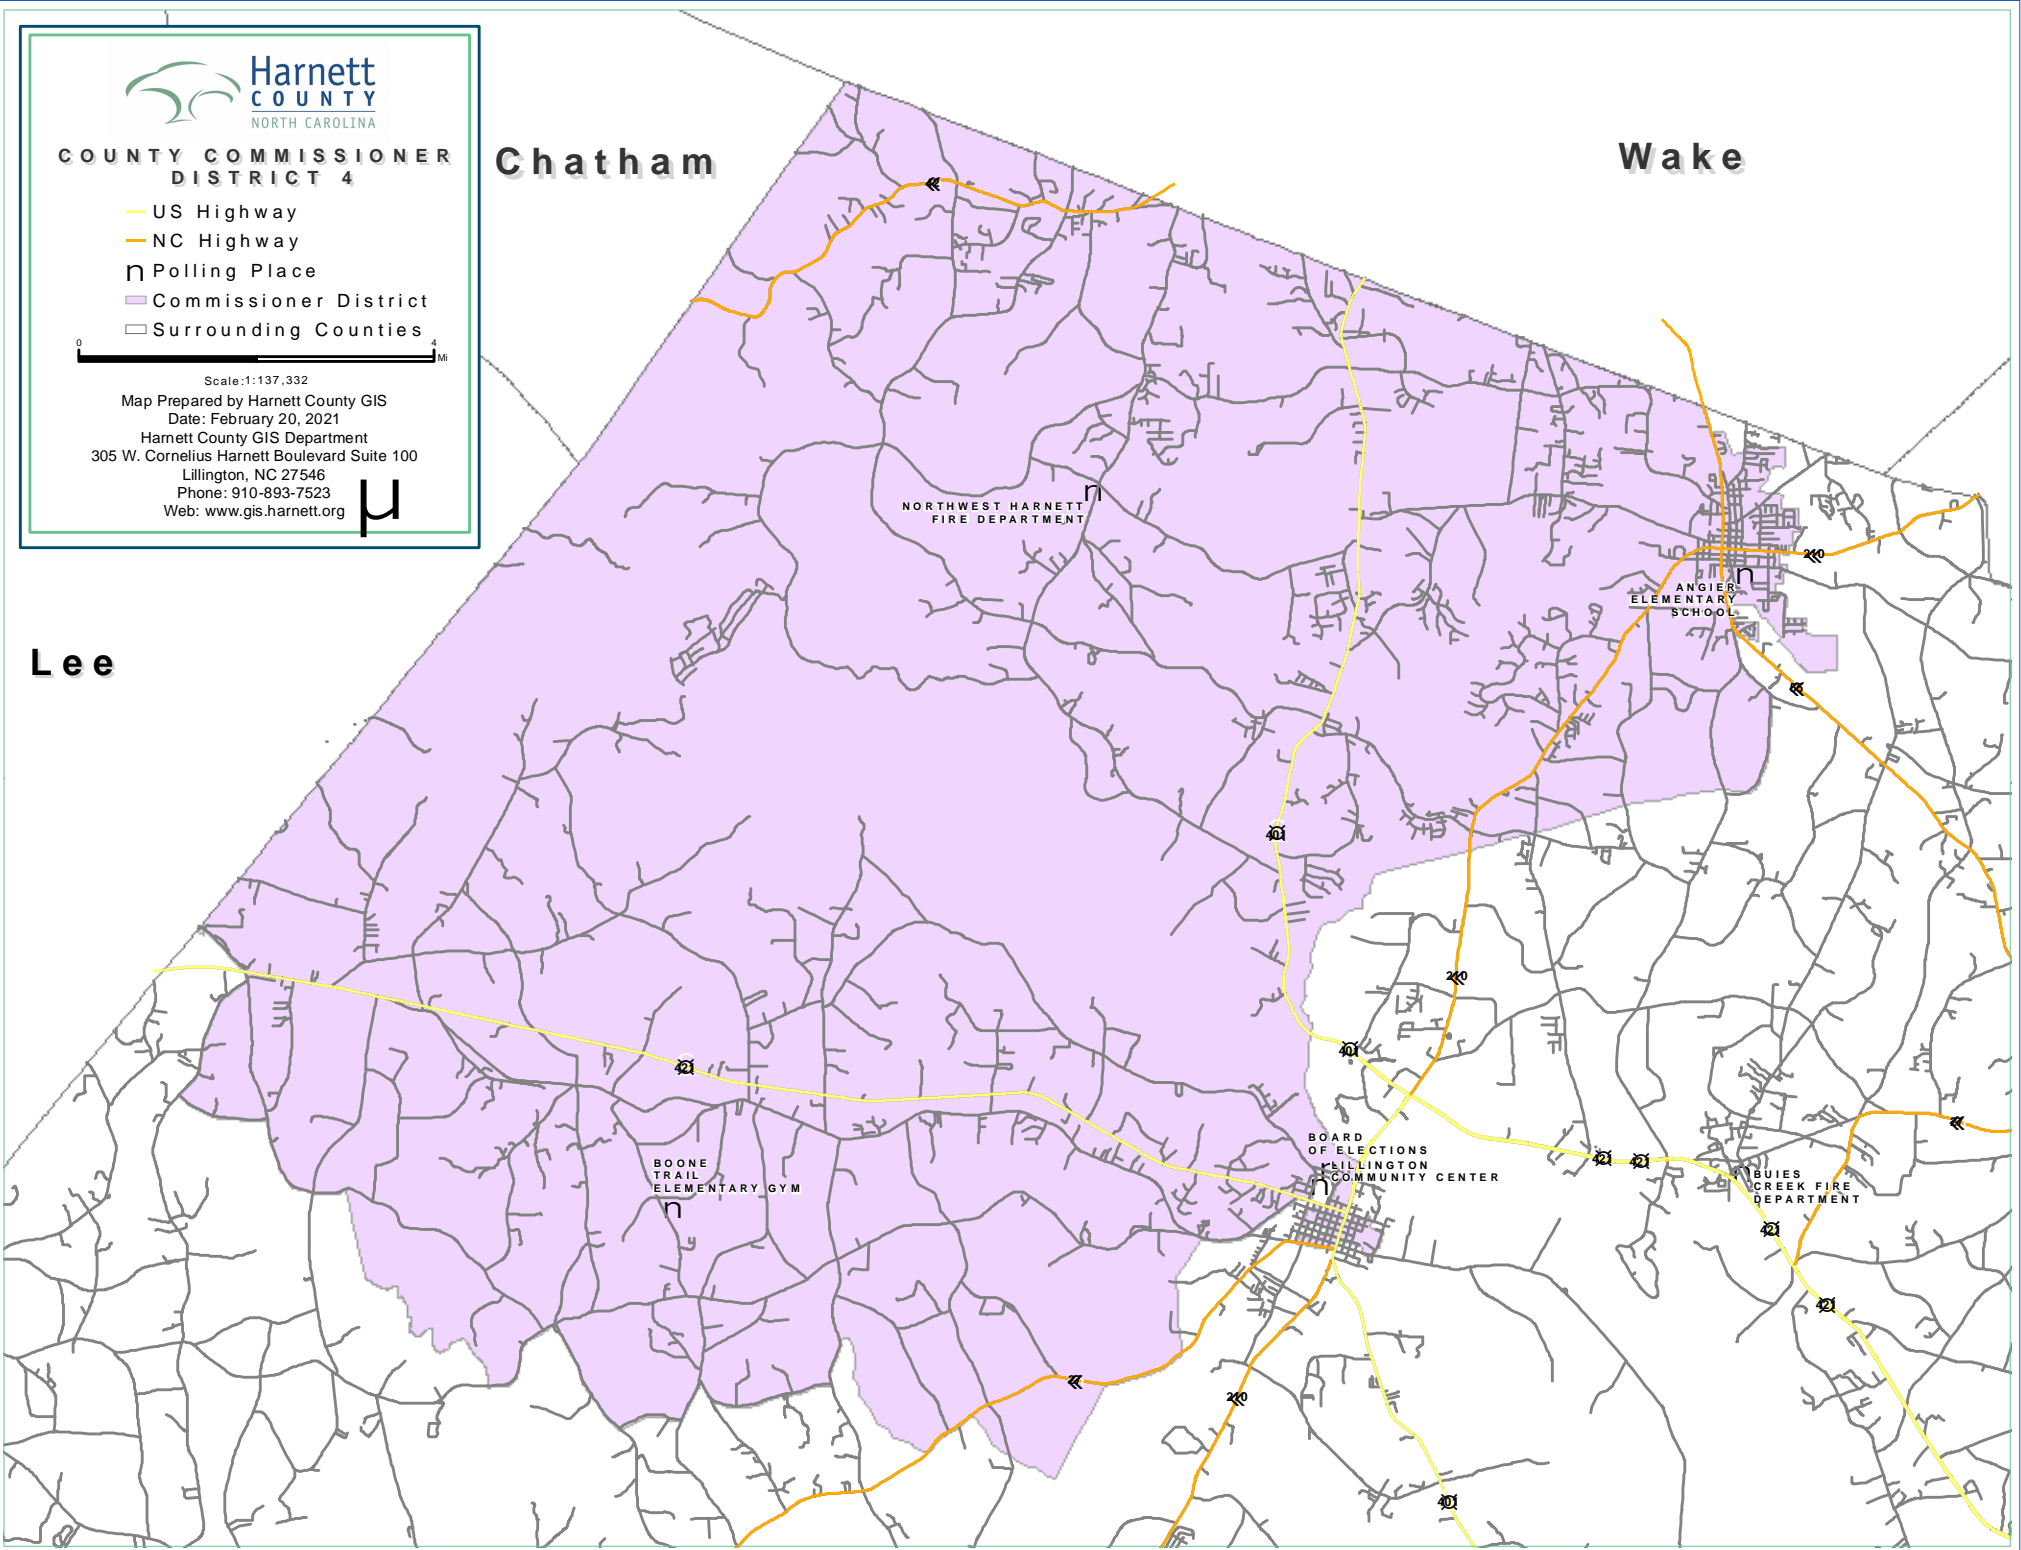 Harnett
COUNTY
NORTH CAROLINA
COUNTY COMMISSIONER
DISTRICT 4
US Highway
NC Highway
n Polling Place
Commissioner District
Surrounding Counties
0 4
Mi
Scale:1:137,332
Map Prepared by Harnett County GIS
Date: February 20, 2021
Harnett County GIS Department
305 W. Cornelius Harnett Boulevard Suite 100
Lillington, NC 27546
Phone: 910-893-7523
Web: www.gis.harnett.org
µ
Chatham
Wake
Lee
42
n
NORTHWEST HARNETT
FIRE DEPARTMENT
210
n
ANGIER
ELEMENTARY
SCHOOL
55
401
210
401
421
27
BOARD
OF ELECTIONS
LILLINGTON
COMMUNITY CENTER
n
421
421
n
BUIES
CREEK FIRE
DEPARTMENT
BOONE
TRAIL
ELEMENTARY GYM
n
421
421
27
210
401